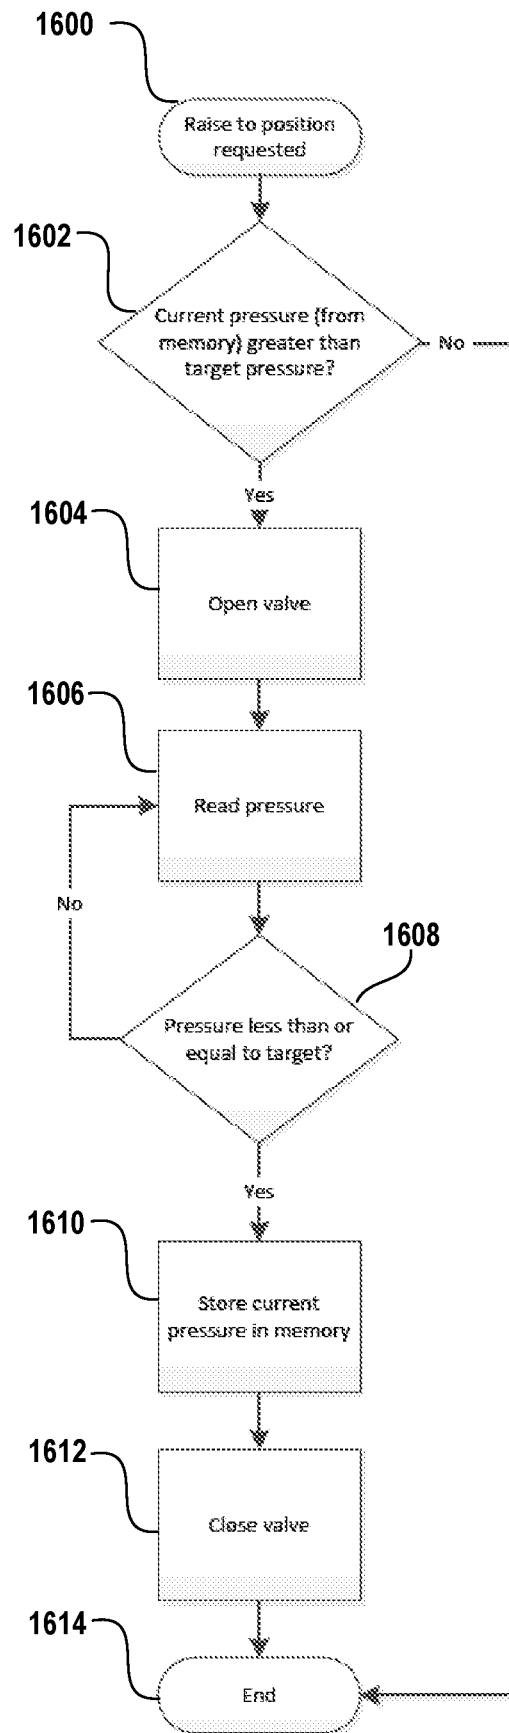 1600
Raise to position
requested
1602
Current pressure (from
memory) greater than
target pressure?
No
Yes
1604
Open valve
1606
Read pressure
No
1608
Pressure less than or
equal to target?
Yes
1610
Store current
pressure in memory
1612
Close valve
1614
End